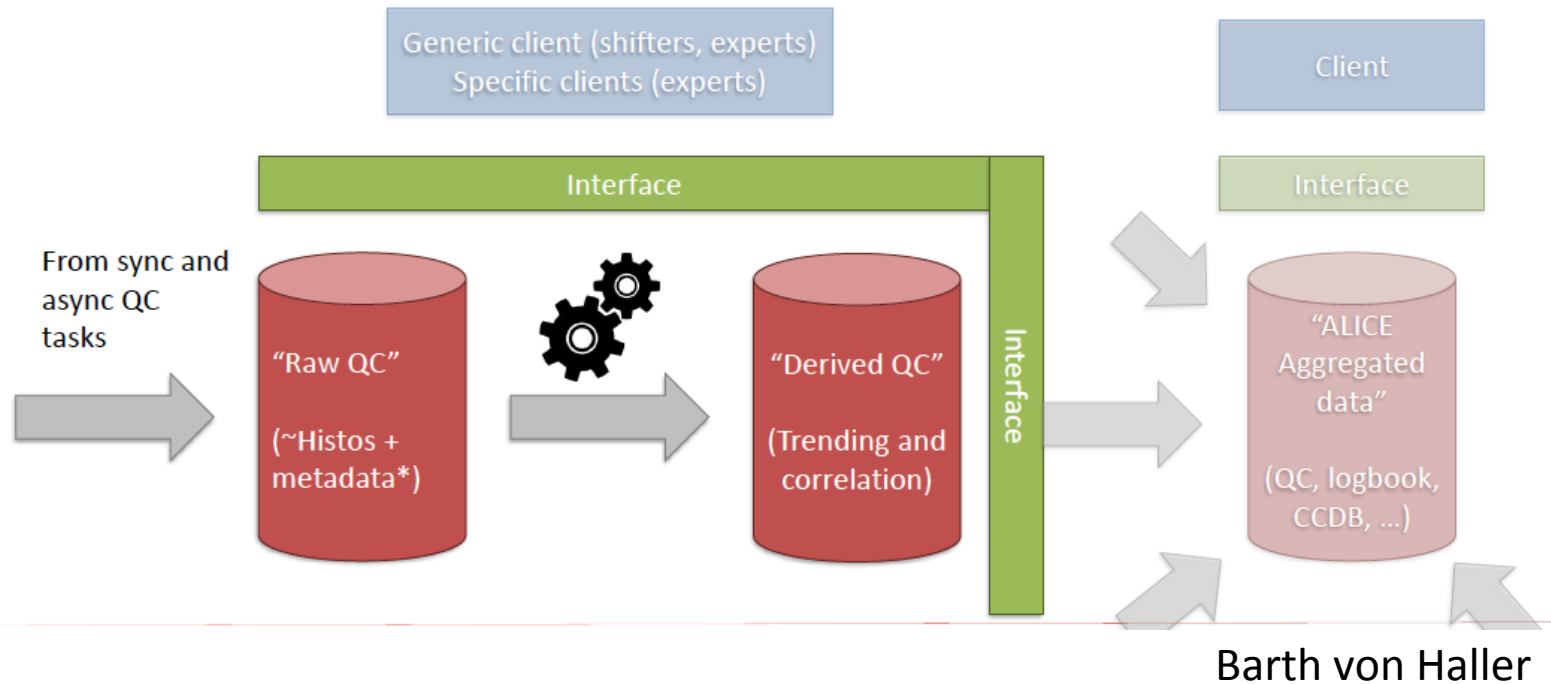 Generic client (shifters, experts)
Specific clients (experts)
Client
Interface
Interface
From sync and
async QC
tasks
“Raw QC”
(~Histos +
metadata*)
“Derived QC”
(Trending and
correlation)
Interface
“ALICE
Aggregated
data”
(QC, logbook,
CCDB, ...)
Barth von Haller